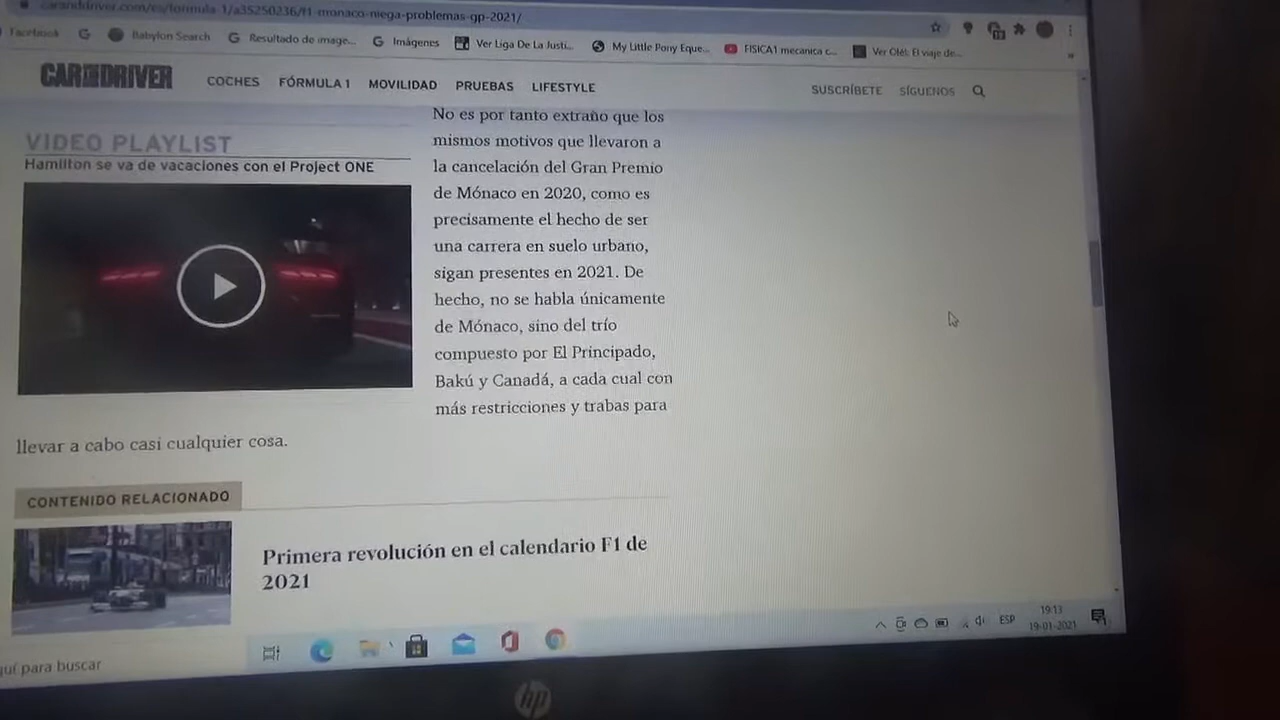 caranddriver.com/es/formula-1/a35250236/f1-monaco-mega-problemas-gp-2021/
Facebook
Babylon Search
Resultado de image...
Imágenes
Ver Liga De La Justi...
My Little Pony Eque...
FISICA1 mecanica c...
Ver Olé!: El viaje de...
CAR AND DRIVER
COCHES
FÓRMULA 1
MOVILIDAD
PRUEBAS
LIFESTYLE
SUSCRÍBETE
SÍGUENOS
VIDEO PLAYLIST
Hamilton se va de vacaciones con el Project ONE
No es por tanto extraño que los
mismos motivos que llevaron a
la cancelación del Gran Premio
de Mónaco en 2020, como es
precisamente el hecho de ser
una carrera en suelo urbano,
sigan presentes en 2021. De
hecho, no se habla únicamente
de Mónaco, sino del trío
compuesto por El Principado,
Bakú y Canadá, a cada cual con
más restricciones y trabas para
llevar a cabo casi cualquier cosa.
CONTENIDO RELACIONADO
Primera revolución en el calendario F1 de
2021
quí para buscar
ESP
19:13
19-01-2021
hp